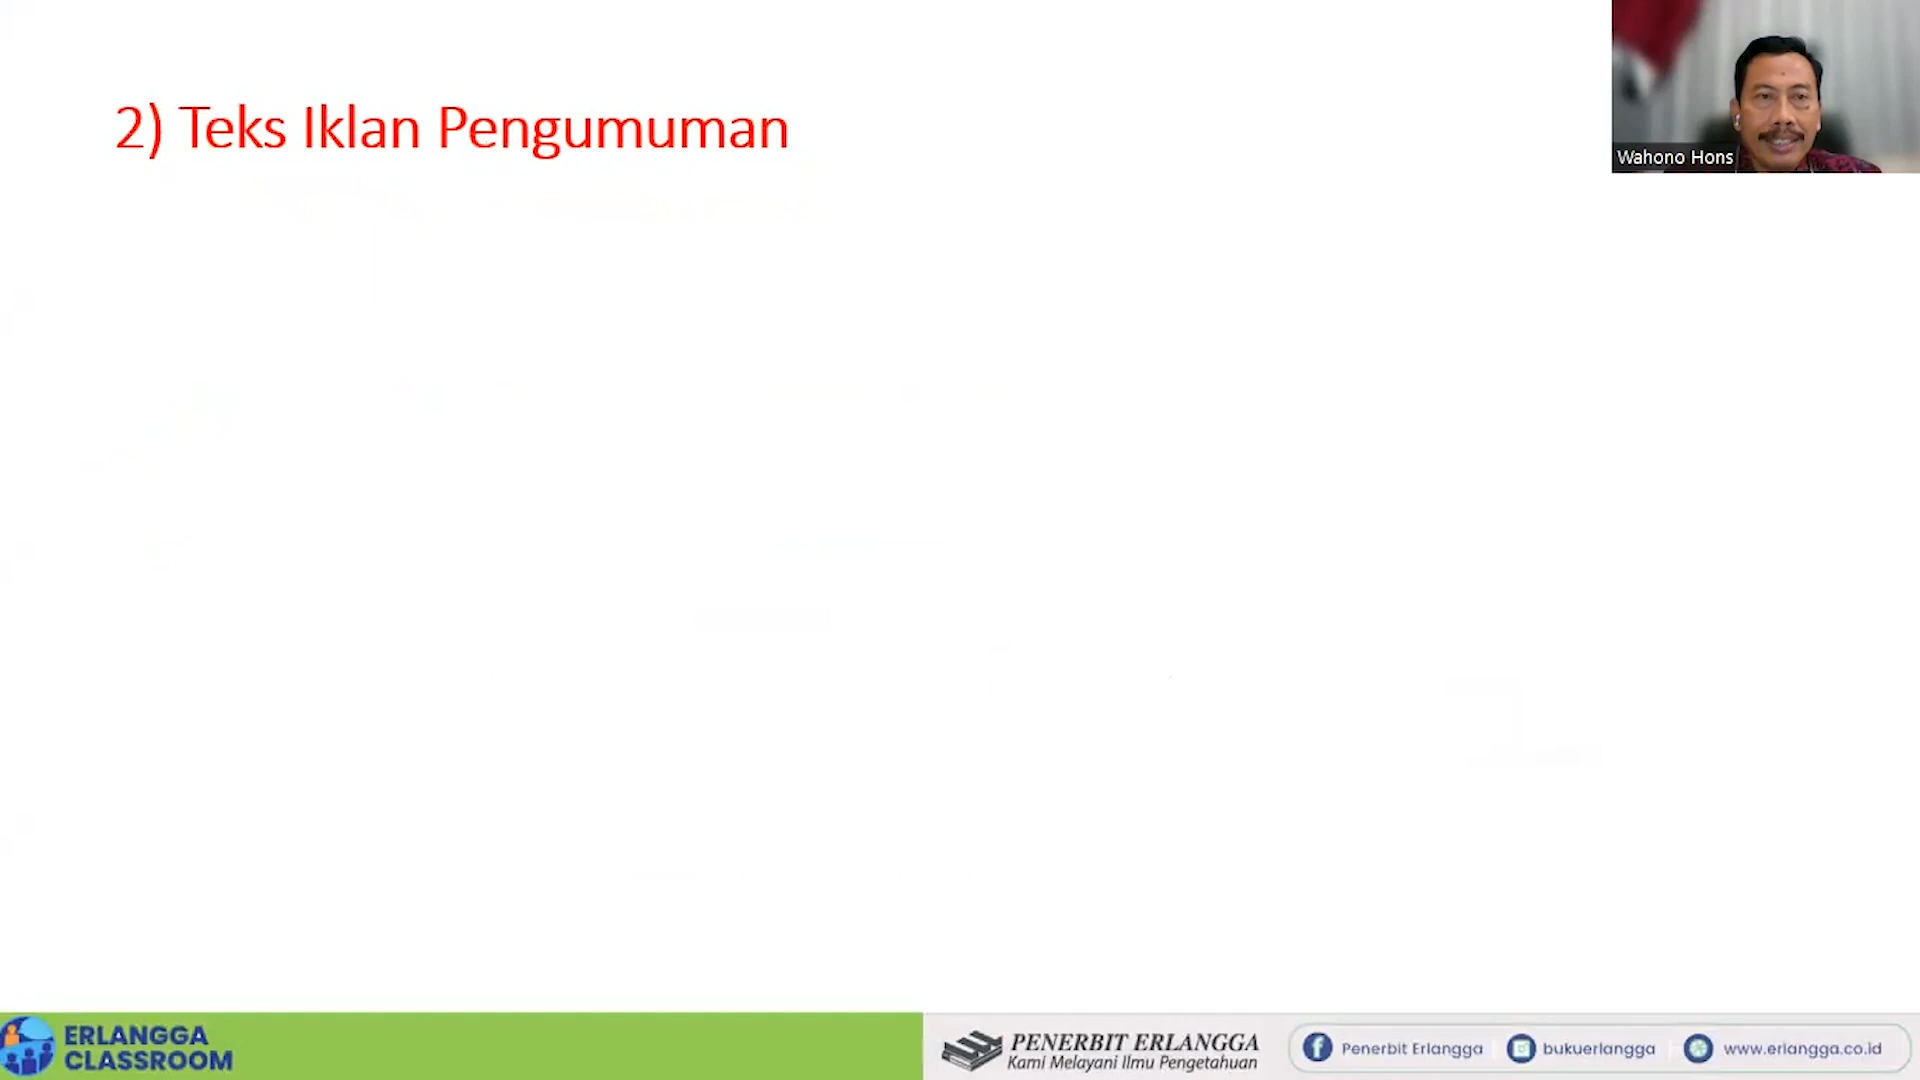 2) Teks Iklan Pengumuman
Wahono Hons
ERLANGGA
CLASSROOM
PENERBIT ERLANGGA
Kami Melayani Ilmu Pengetahuan
Penerbit Erlangga
bukuerlangga
www.erlangga.co.id